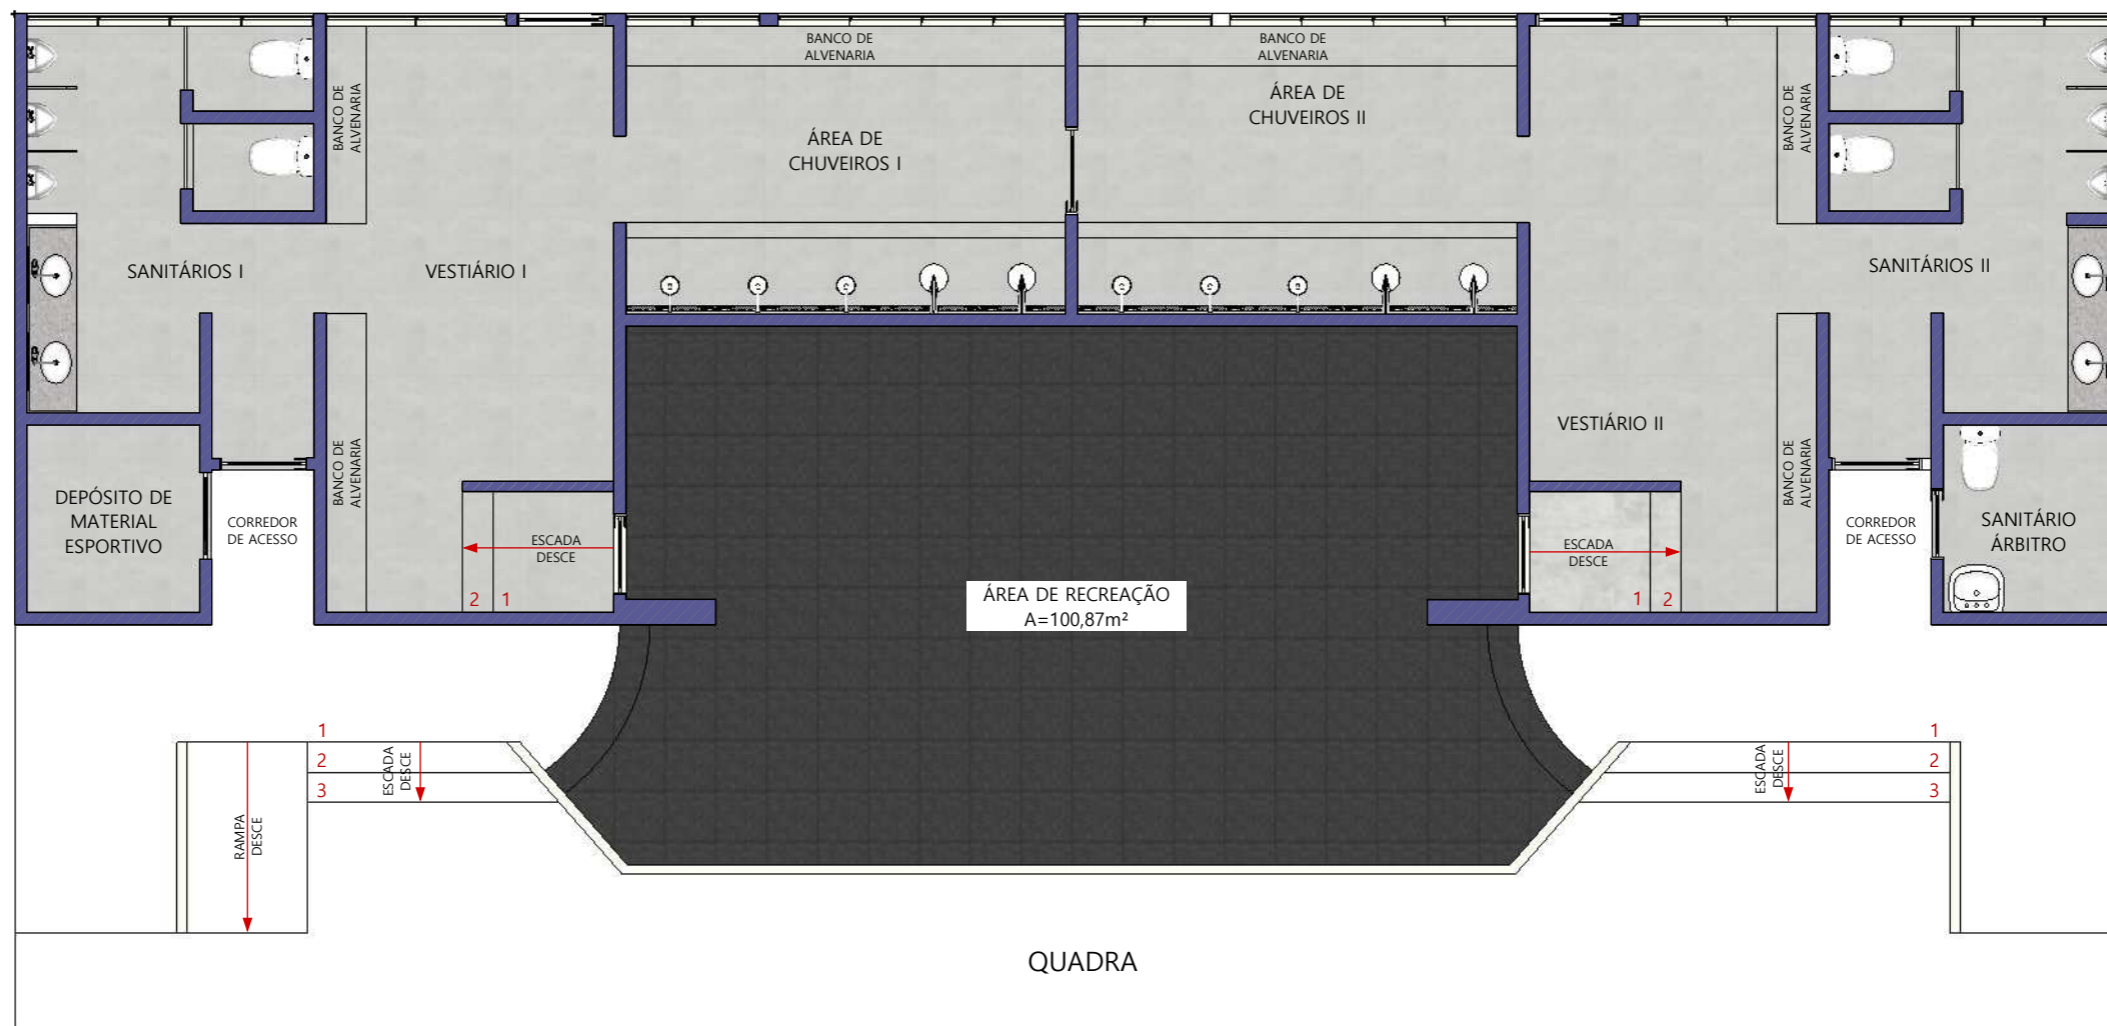 BANCO DE
ALVENARIA
BANCO DE
ALVENARIA
BANCO DE
ALVENARIA
ÁREA DE
CHUVEIROS I
ÁREA DE
CHUVEIROS II
BANCO DE
ALVENARIA
SANITÁRIOS I
VESTIÁRIO I
SANITÁRIOS II
BANCO DE
ALVENARIA
VESTIÁRIO II
BANCO DE
ALVENARIA
DEPÓSITO DE
MATERIAL
ESPORTIVO
CORREDOR
DE ACESSO
ESCADA
DESCE
2 1
ESCADA
DESCE
1 2
CORREDOR
DE ACESSO
SANITÁRIO
ÁRBITRO
ÁREA DE RECREAÇÃO
A=100,87m²
1
2
3
ESCADA
DESCE
RAMPA
DESCE
ESCADA
DESCE
1
2
3
QUADRA